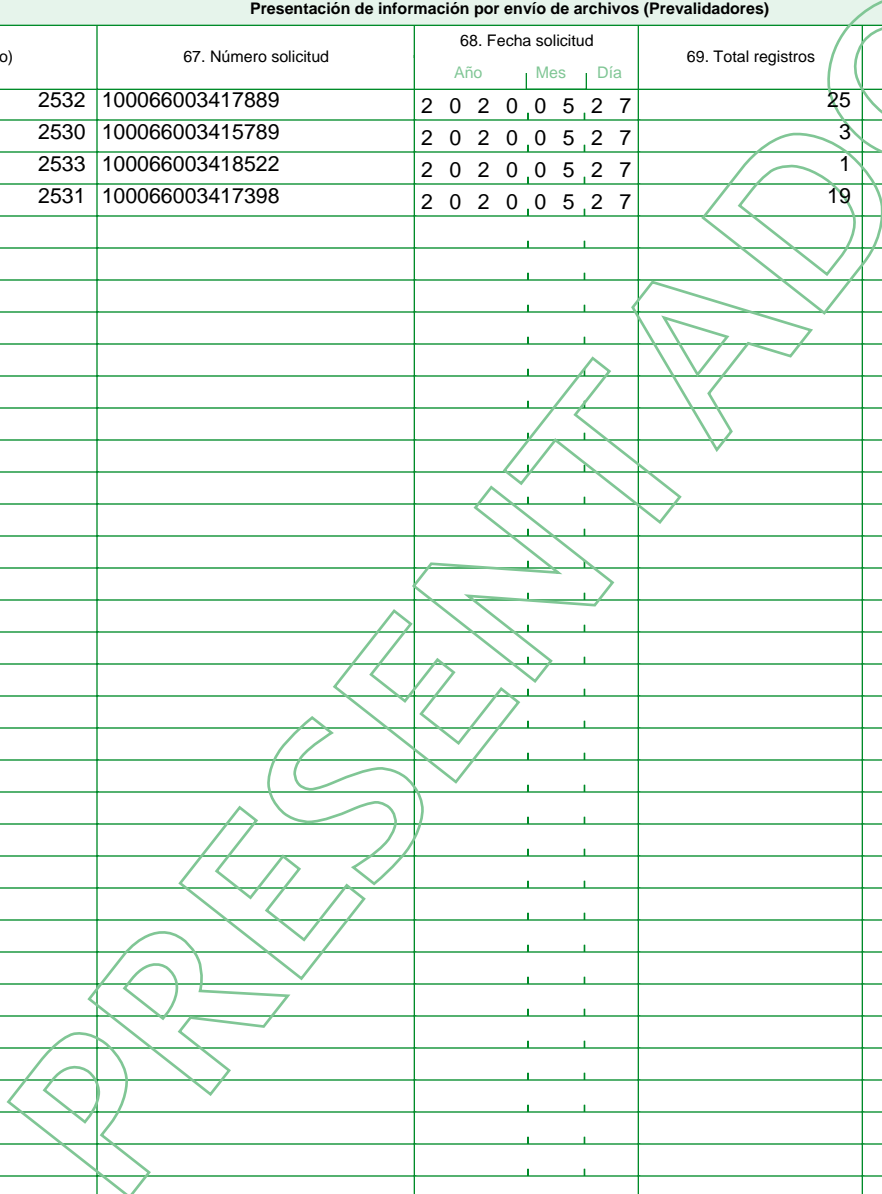 Presentación de información por envío de archivos (Prevalidadores)
o) 67. Número solicitud 68. Fecha solicitud 69. Total registros
Año Mes Día
2532 100066003417889 2 0 2 0 0 5 2 7 25
2530 100066003415789 2 0 2 0 0 5 2 7 3
2533 100066003418522 2 0 2 0 0 5 2 7 1
2531 100066003417398 2 0 2 0 0 5 2 7 19
PRESENTADO